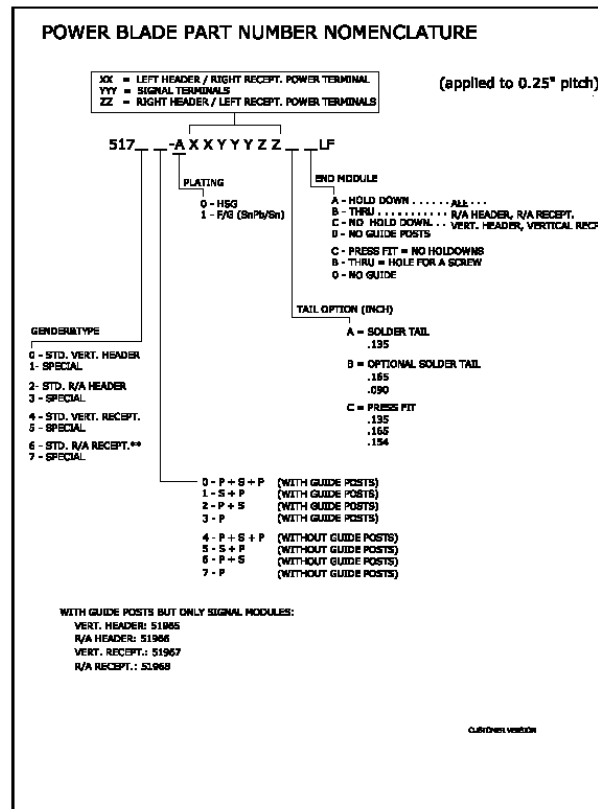 POWER BLADE PART NUMBER NOMENCLATURE
(applied to 0.25" pitch)
XX = LEFT HEADER / RIGHT RECEPT. POWER TERMINAL
YYY = SIGNAL TERMINALS
ZZ = RIGHT HEADER / LEFT RECEPT. POWER TERMINALS
517_ _ -A X X Y Y Y Z Z _ _ LF
PLATING
0 - HSG
1 - F/G (SnPb/Sn)
END MODULE
A - HOLD DOWN . . . . . . ALL . . .
B - THRU . . . . . . . . . . . R/A HEADER, R/A RECEPT.
C - NO HOLD DOWN. . . VERT. HEADER, VERTICAL RECP
D - NO GUIDE POSTS
C - PRESS FIT = NO HOLDOWNS
B - THRU = HOLE FOR A SCREW
0 - NO GUIDE
TAIL OPTION (INCH)
A = SOLDER TAIL
.135
B = OPTIONAL SOLDER TAIL
.165
.090
C = PRESS FIT
.135
.165
.154
GENDER&TYPE
0 - STD. VERT. HEADER
1- SPECIAL
2- STD. R/A HEADER
3 - SPECIAL
4 - STD. VERT. RECEPT.
5 - SPECIAL
6 - STD. R/A RECEPT.**
7 - SPECIAL
0 - P + S + P (WITH GUIDE POSTS)
1 - S + P (WITH GUIDE POSTS)
2 - P + S (WITH GUIDE POSTS)
3 - P (WITH GUIDE POSTS)
4 - P + S + P (WITHOUT GUIDE POSTS)
5 - S + P (WITHOUT GUIDE POSTS)
6 - P + S (WITHOUT GUIDE POSTS)
7 - P (WITHOUT GUIDE POSTS)
WITH GUIDE POSTS BUT ONLY SIGNAL MODULES:
VERT. HEADER: 51965
R/A HEADER: 51966
VERT. RECEPT.: 51967
R/A RECEPT.: 51968
CUSTOMER VERSION